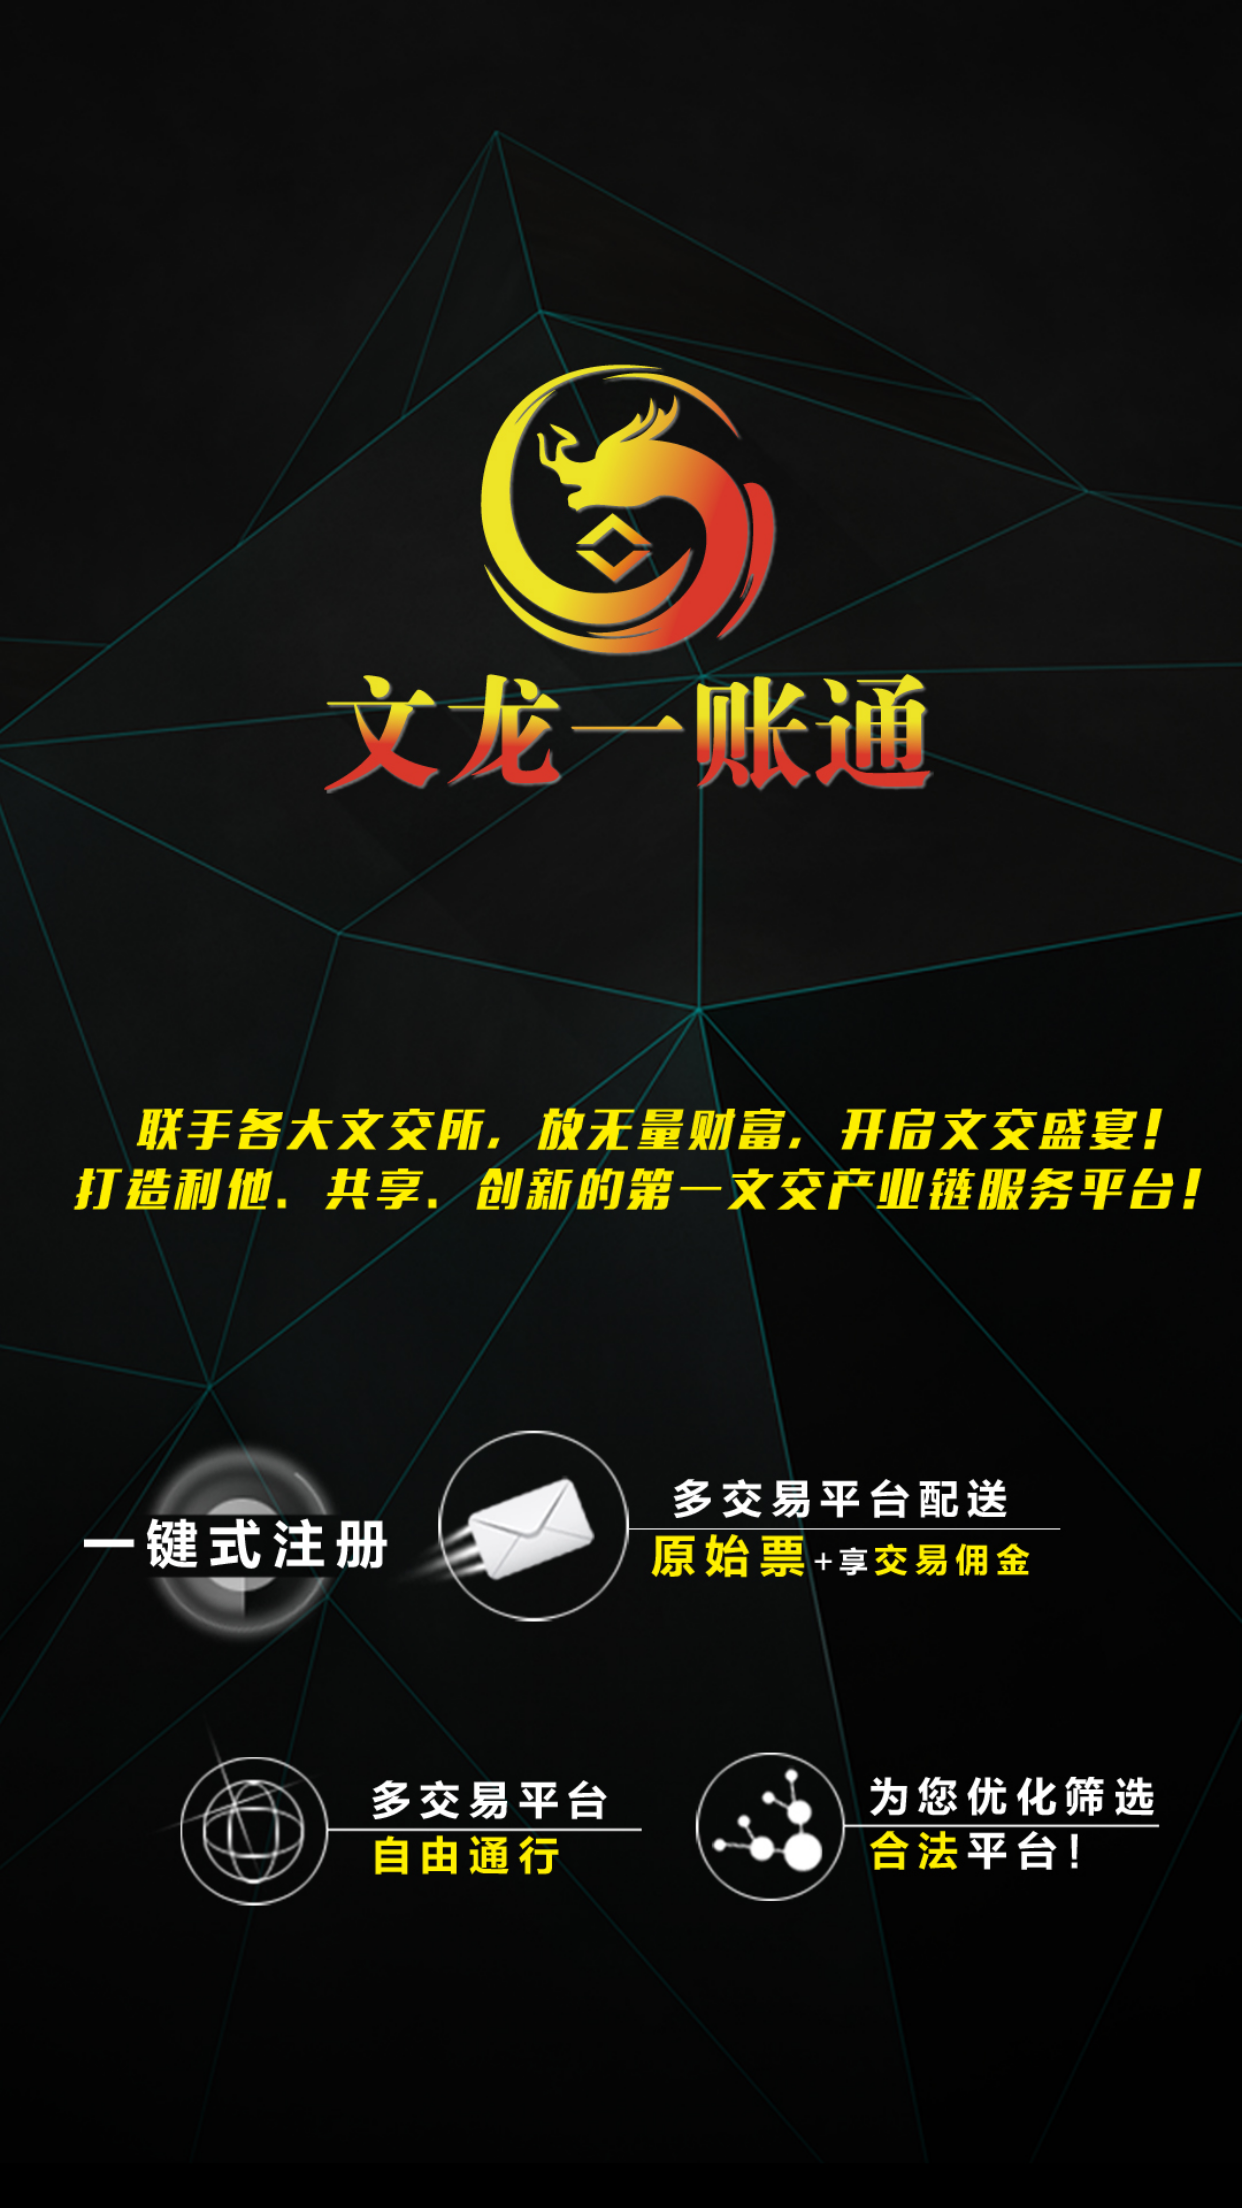 文龙一账通
联手各大文交所，放无量财富，开启文交盛宴！
打造利他、共享、创新的第一文交产业链服务平台！
一键式注册
多交易平台配送
原始票+享交易佣金
多交易平台
自由通行
为您优化筛选
合法平台！